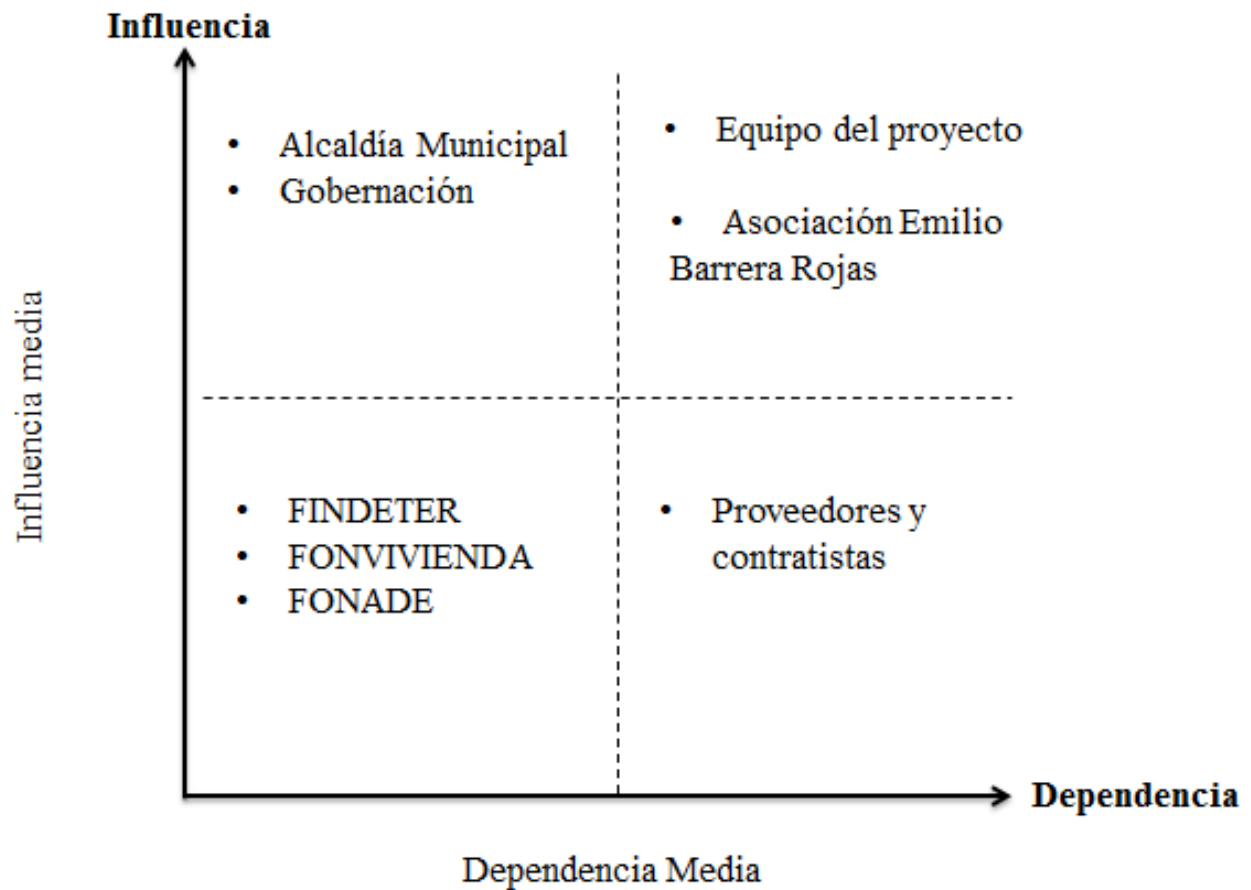 Influencia
• Alcaldía Municipal
• Gobernación
• Equipo del proyecto
• Asociación Emilio
Barrera Rojas
Influencia media
• FINDETER
• FONVIVIENDA
• FONADE
• Proveedores y
contratistas
Dependencia
Dependencia Media